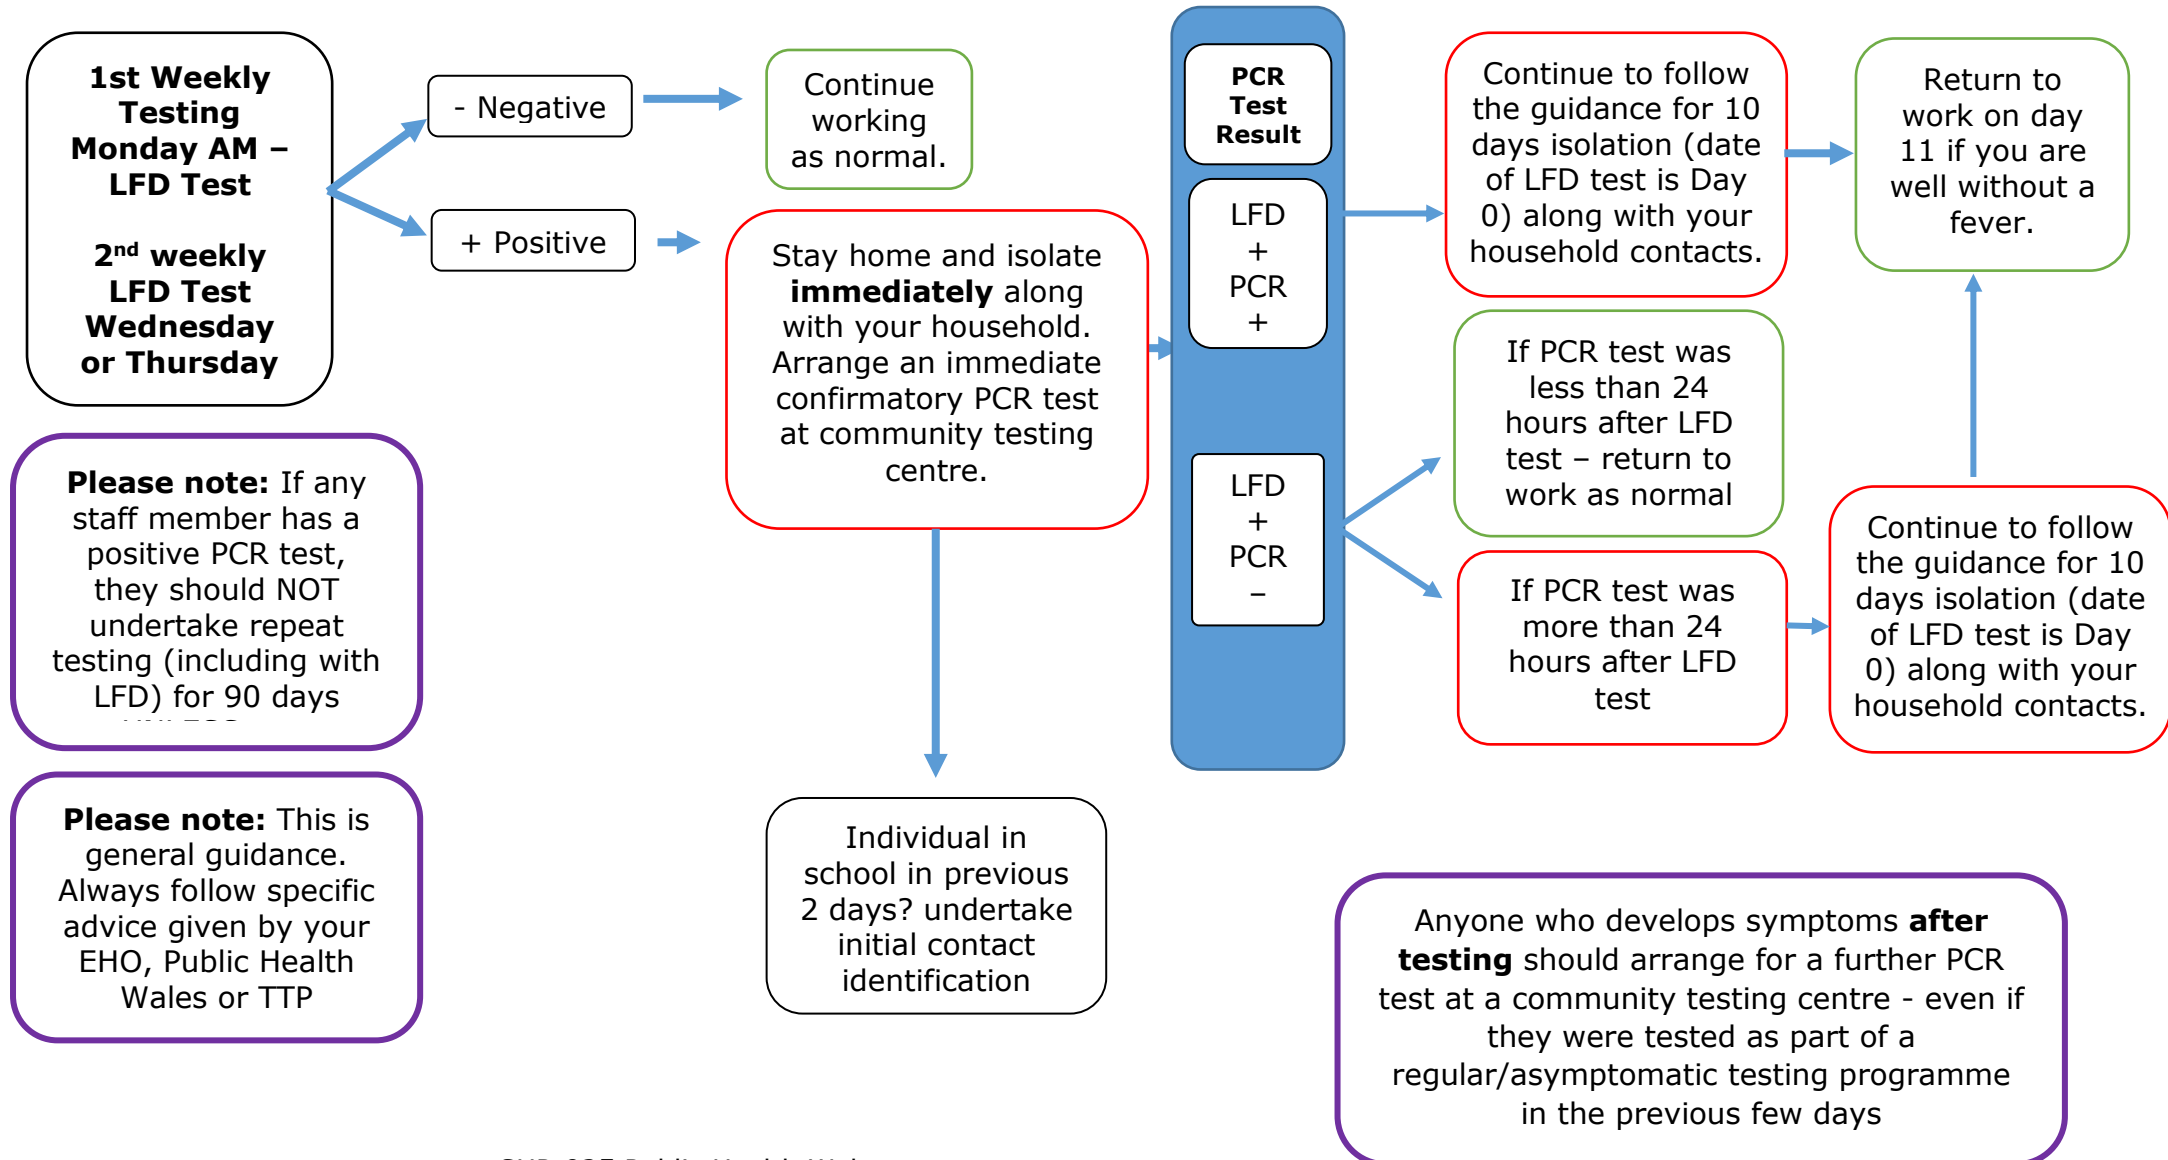 1st Weekly
Testing
Monday AM –
LFD Test
2nd weekly
LFD Test
Wednesday
or Thursday
- Negative
+ Positive
Continue
working
as normal.
Stay home and isolate
immediately along
with your household.
Arrange an immediate
confirmatory PCR test
at community testing
centre.
Individual in
school in previous
2 days? undertake
initial contact
identification
PCR
Test
Result
LFD
+
PCR
+
LFD
+
PCR
–
Continue to follow
the guidance for 10
days isolation (date
of LFD test is Day
0) along with your
household contacts.
Return to
work on day
11 if you are
well without a
fever.
If PCR test was
less than 24
hours after LFD
test – return to
work as normal
If PCR test was
more than 24
hours after LFD
test
Continue to follow
the guidance for 10
days isolation (date
of LFD test is Day
0) along with your
household contacts.
Please note: If any
staff member has a
positive PCR test,
they should NOT
undertake repeat
testing (including with
LFD) for 90 days
Please note: This is
general guidance.
Always follow specific
advice given by your
EHO, Public Health
Wales or TTP
Anyone who develops symptoms after
testing should arrange for a further PCR
test at a community testing centre - even if
they were tested as part of a
regular/asymptomatic testing programme
in the previous few days
Public Health